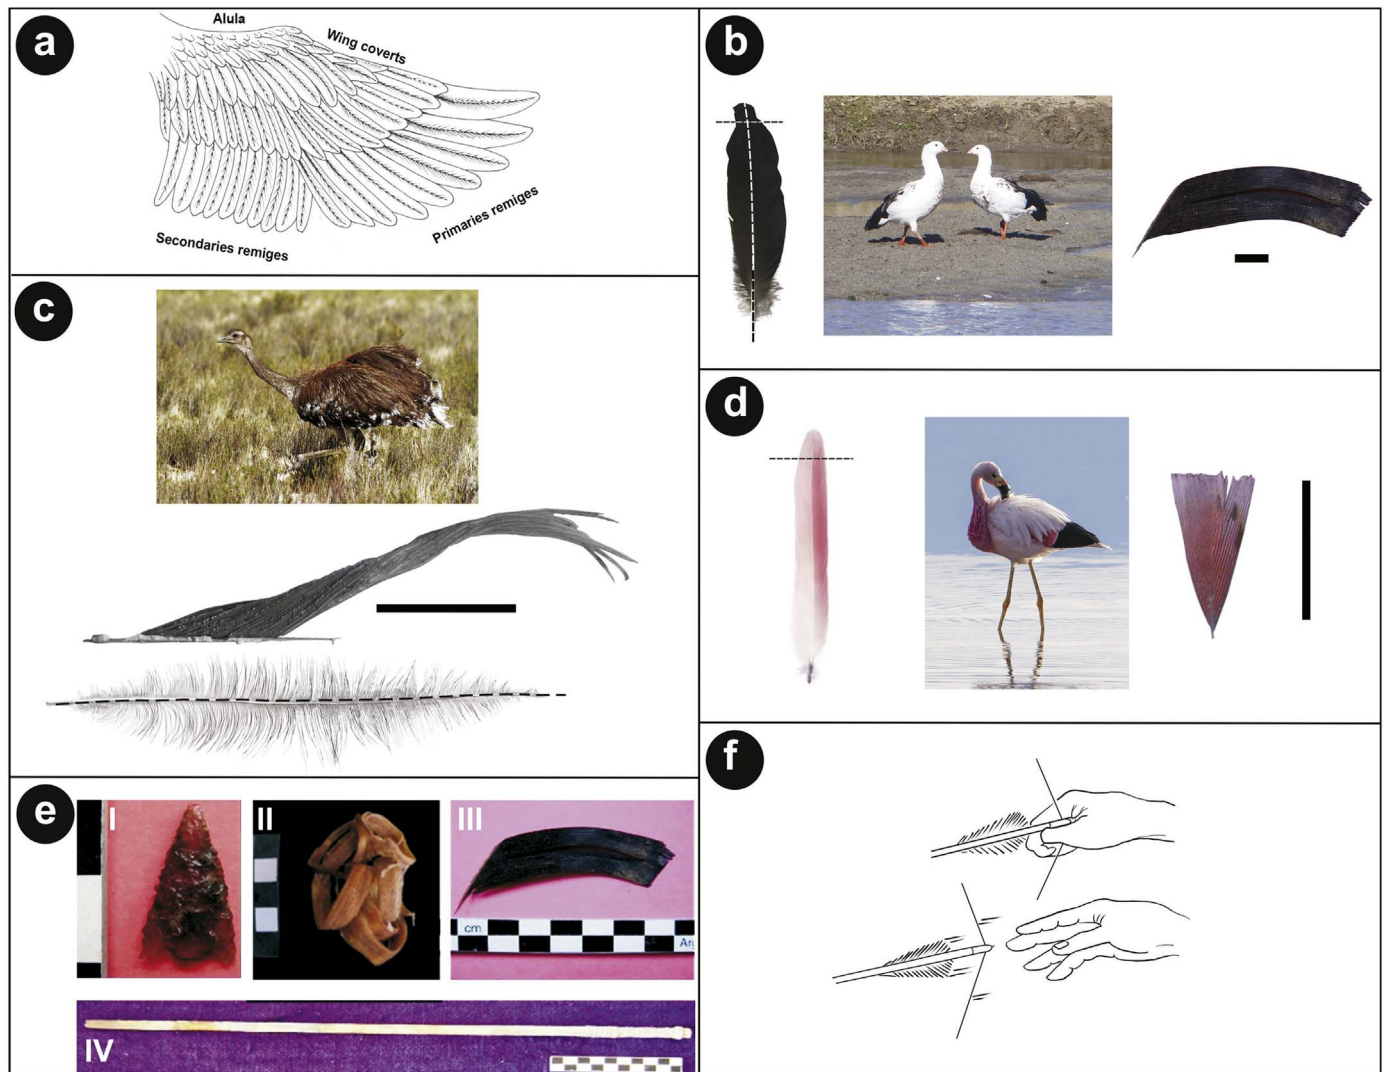 a
Alula
Wing coverts
Primaries remiges
Secondaries remiges
b
c
d
e
I
II
III
cm
IV
f